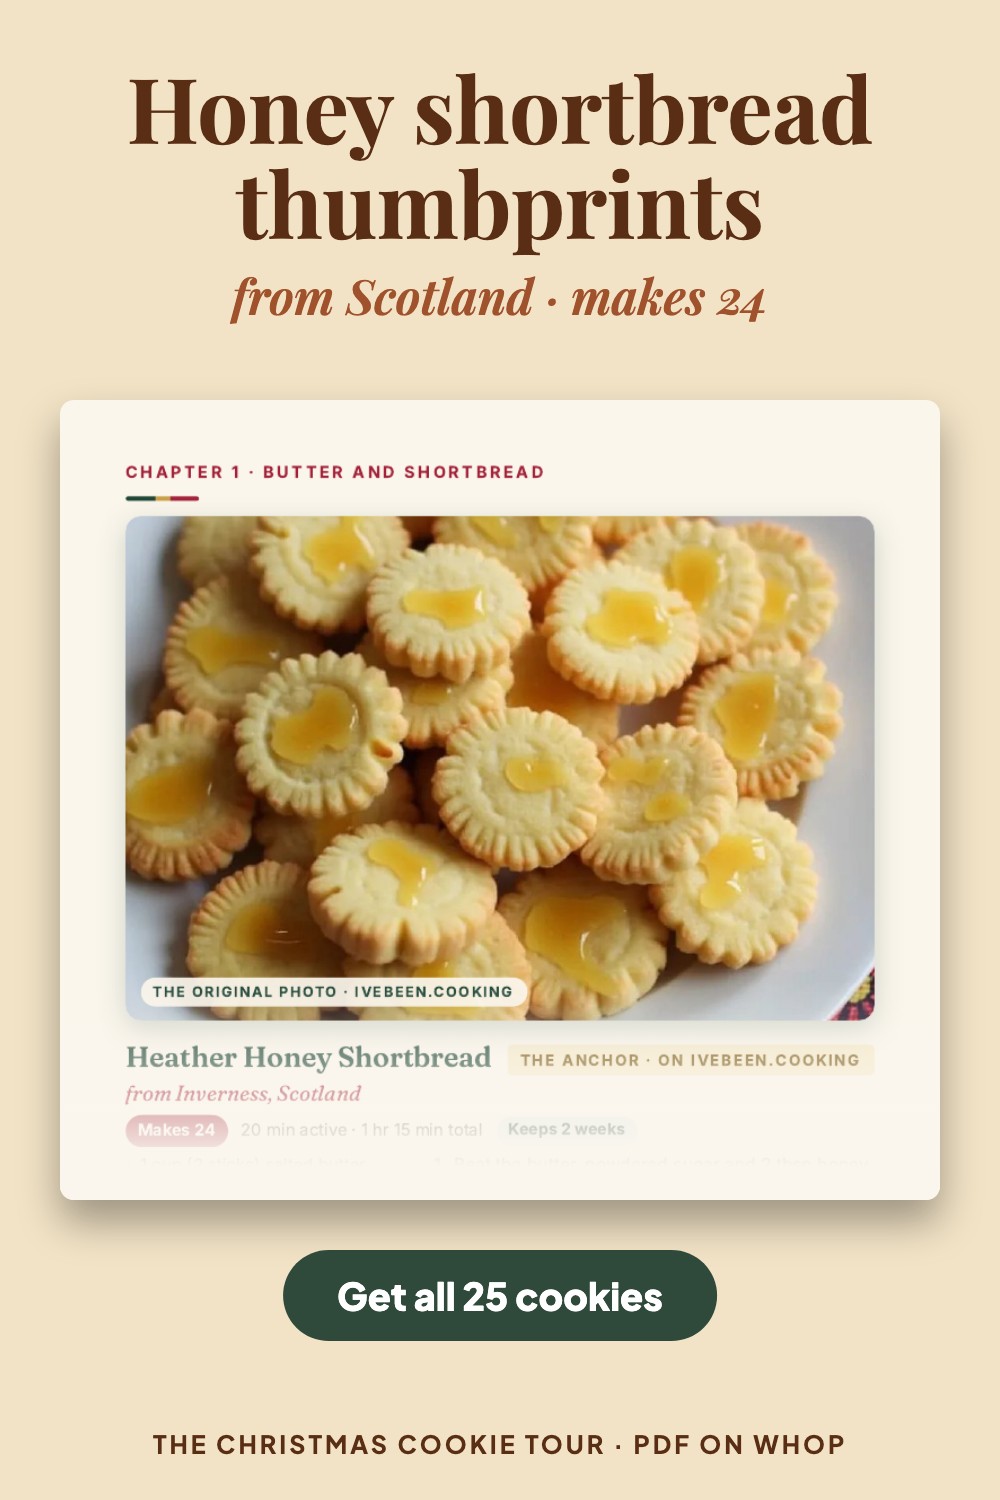 Honey shortbread
thumbprints
from Scotland · makes 24
CHAPTER 1 · BUTTER AND SHORTBREAD
THE ORIGINAL PHOTO · IVEBEEN.COOKING
Heather Honey Shortbread
THE ANCHOR · ON IVEBEEN.COOKING
from Inverness, Scotland
Makes 24
20 min active · 1 hr 15 min total
Keeps 2 weeks
Get all 25 cookies
THE CHRISTMAS COOKIE TOUR · PDF ON WHOP